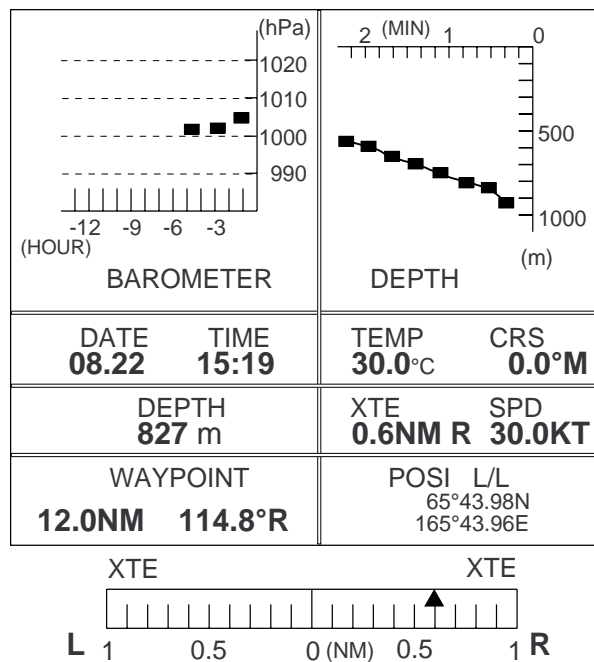 (hPa)
1020
1010
1000
990
-12 -9 -6 -3
(HOUR)
BAROMETER
2 (MIN) 1 0
500
1000
(m)
DEPTH
DATE TIME
08.22 15:19
TEMP CRS
30.0°C 0.0°M
DEPTH
827 m
XTE SPD
0.6NM R 30.0KT
WAYPOINT
12.0NM 114.8°R
POSI L/L
65°43.98N
165°43.96E
XTE XTE
L 1 0.5 0 (NM) 0.5 1 R